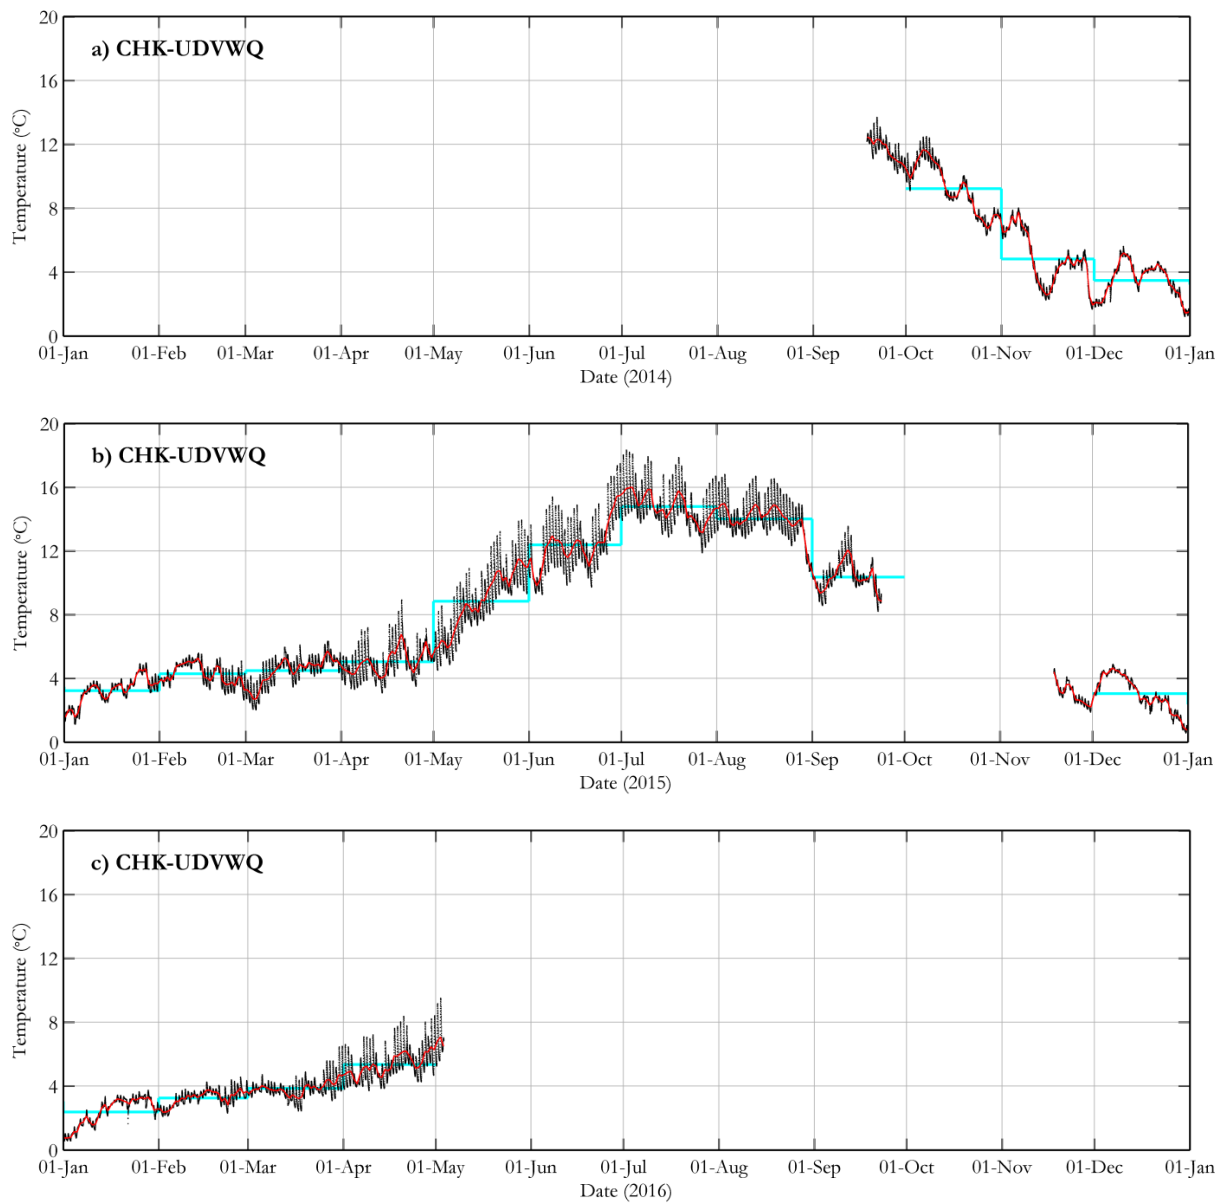 a) CHK-UDVWQ
Temperature (°C)
20
16
12
8
4
0
01-Jan 01-Feb 01-Mar 01-Apr 01-May 01-Jun 01-Jul 01-Aug 01-Sep 01-Oct 01-Nov 01-Dec 01-Jan
Date (2014)
b) CHK-UDVWQ
Temperature (°C)
20
16
12
8
4
0
01-Jan 01-Feb 01-Mar 01-Apr 01-May 01-Jun 01-Jul 01-Aug 01-Sep 01-Oct 01-Nov 01-Dec 01-Jan
Date (2015)
c) CHK-UDVWQ
Temperature (°C)
20
16
12
8
4
0
01-Jan 01-Feb 01-Mar 01-Apr 01-May 01-Jun 01-Jul 01-Aug 01-Sep 01-Oct 01-Nov 01-Dec 01-Jan
Date (2016)